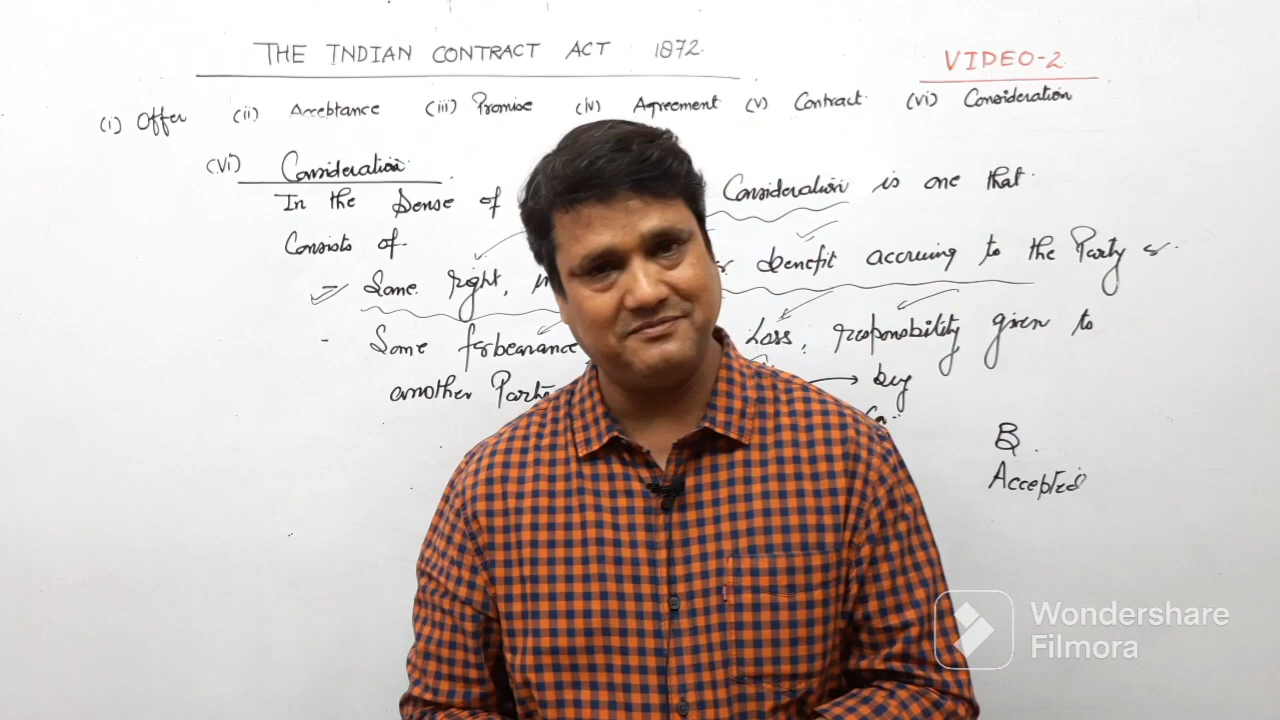 THE INDIAN CONTRACT ACT 1872.
VIDEO-2
(i) Offer (ii) Acceptance (iii) Promise (iv) Agreement (v) Contract (vi) Consideration
(vi) Consideration
In the Sense of Consideration is one that
Consists of
- Some right, benefit accruing to the Party or
- Some forbearance Loss, responsibility given to
another buy
B
Accepted
Wondershare
Filmora